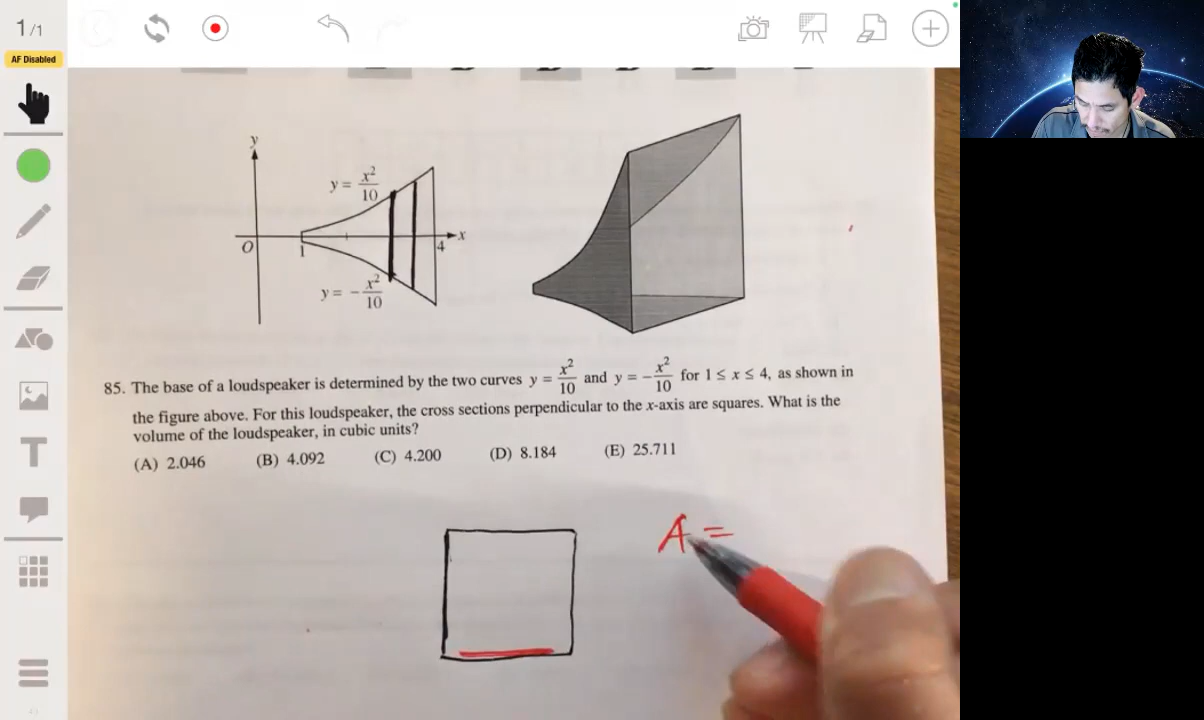 1/1
AF Disabled
y
y = x²/10
O
1
4
x
y = -x²/10
85. The base of a loudspeaker is determined by the two curves y = x²/10 and y = -x²/10 for 1 ≤ x ≤ 4, as shown in
the figure above. For this loudspeaker, the cross sections perpendicular to the x-axis are squares. What is the
volume of the loudspeaker, in cubic units?
(A) 2.046 (B) 4.092 (C) 4.200 (D) 8.184 (E) 25.711
A =
T